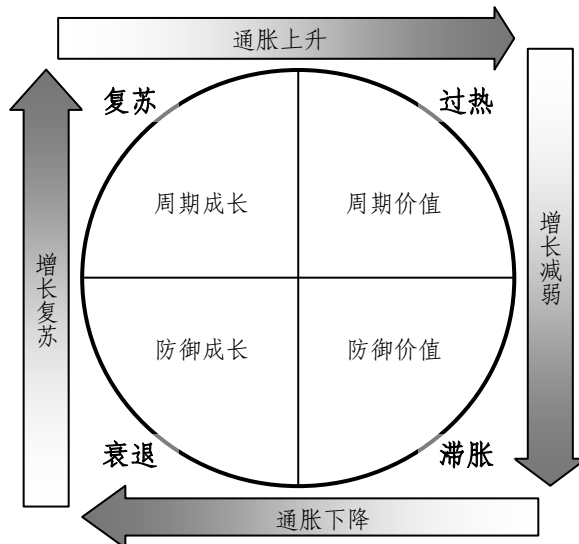 通胀上升
复苏
过热
周期成长
周期价值
增长复苏
增长减弱
防御成长
防御价值
衰退
滞胀
通胀下降